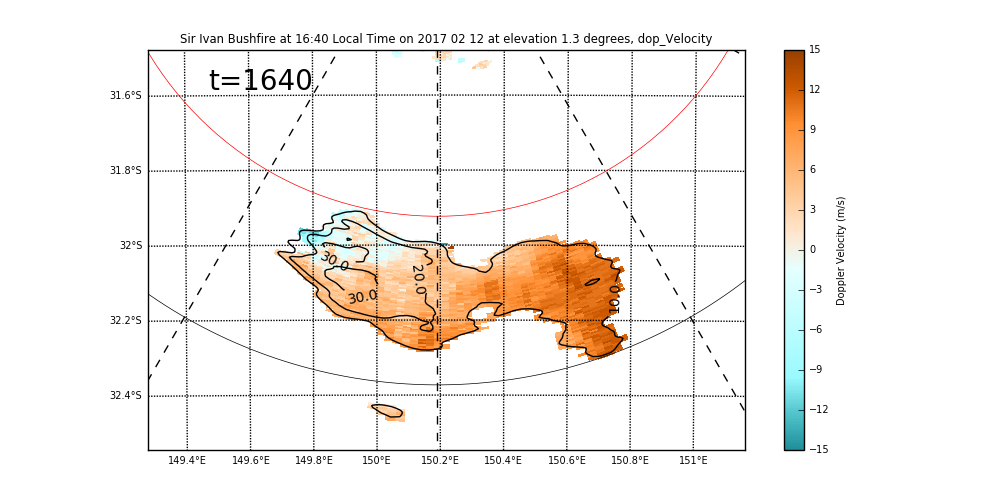 Sir Ivan Bushfire at 16:40 Local Time on 2017 02 12 at elevation 1.3 degrees, dop_Velocity
t=1640
31.6°S
31.8°S
32°S
32.2°S
32.4°S
149.4°E 149.6°E 149.8°E 150°E 150.2°E 150.4°E 150.6°E 150.8°E 151°E
30.0
30.0
20.0
10.0
15
12
9
6
3
0
−3
−6
−9
−12
−15
Doppler Velocity (m/s)